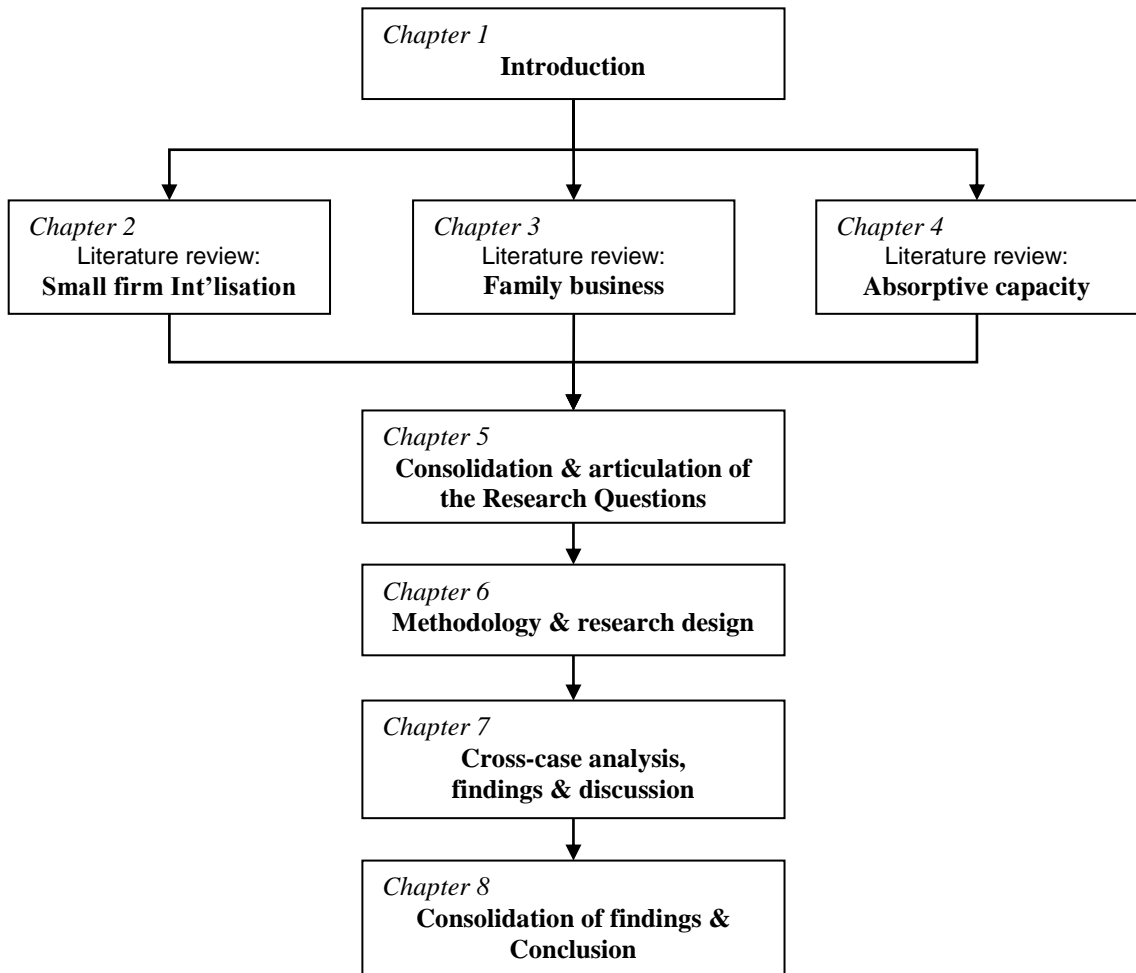 Chapter 1
Introduction
Chapter 2
Literature review:
Small firm Int’lisation
Chapter 3
Literature review:
Family business
Chapter 4
Literature review:
Absorptive capacity
Chapter 5
Consolidation & articulation of
the Research Questions
Chapter 6
Methodology & research design
Chapter 7
Cross-case analysis,
findings & discussion
Chapter 8
Consolidation of findings &
Conclusion